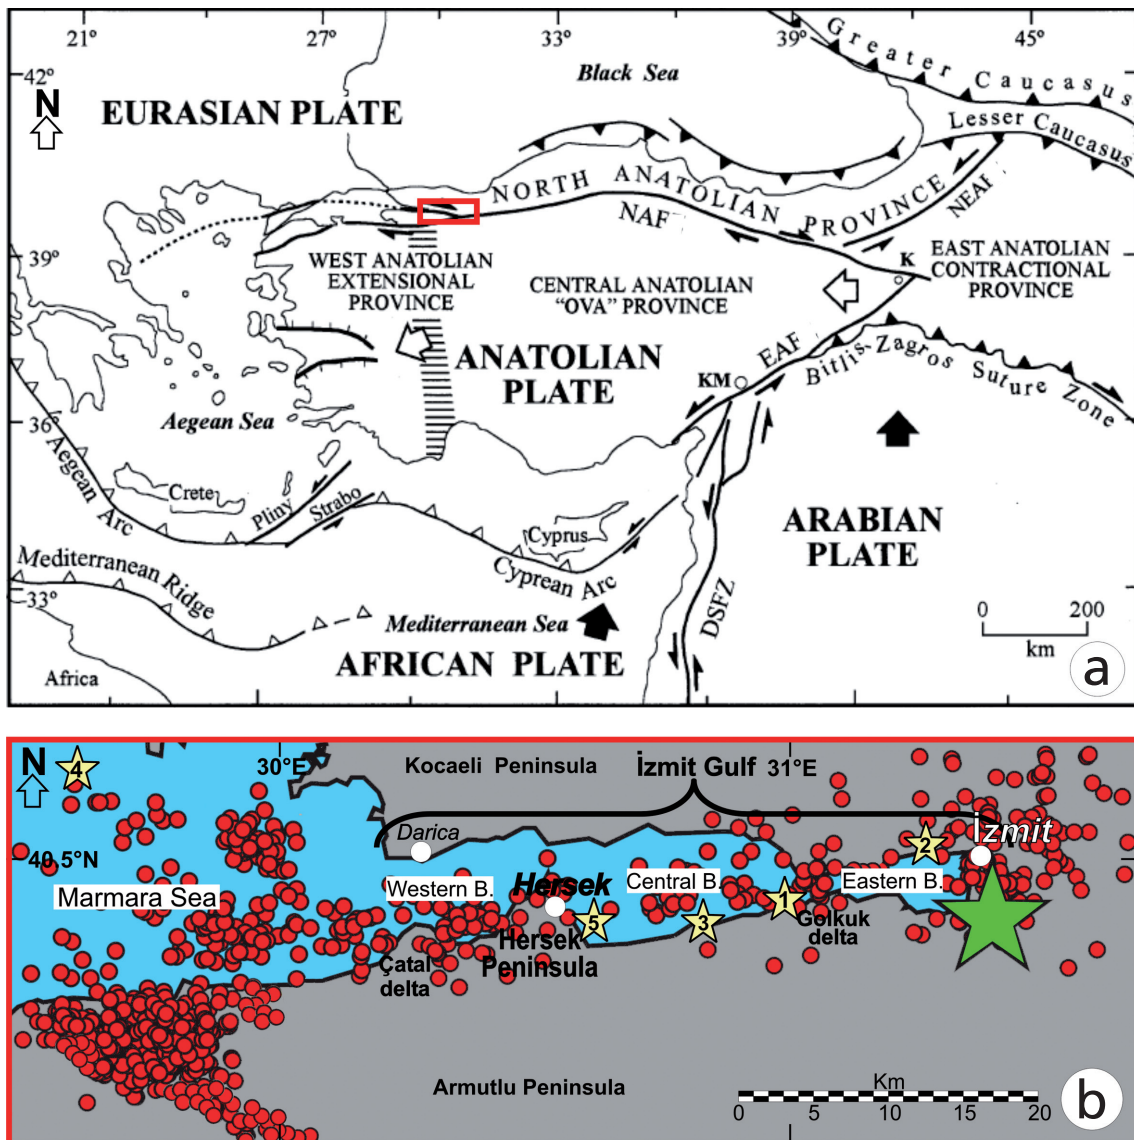 21°
27°
33°
39°
45°
42°
N
EURASIAN PLATE
Black Sea
Greater Caucasus
Lesser Caucasus
NORTH ANATOLIAN PROVINCE
NAF
NEAF
39°
WEST ANATOLIAN
EXTENSIONAL
PROVINCE
CENTRAL ANATOLIAN
“OVA” PROVINCE
K
EAST ANATOLIAN
CONTRACTIONAL
PROVINCE
ANATOLIAN
PLATE
EAF
KM
Bitlis-Zagros Suture Zone
36°
Aegean Sea
Aegean Arc
Crete
Pliny
Strabo
Cyprus
Cyprean Arc
ARABIAN
PLATE
Mediterranean Ridge
33°
Mediterranean Sea
DSFZ
AFRICAN PLATE
Africa
0
200
km
a
N
4
30°E
Kocaeli Peninsula
İzmit Gulf
31°E
Darica
2
İzmit
40.5°N
Marmara Sea
Western B.
Hersek
Central B.
Eastern B.
1
5
3
Golkuk
delta
Hersek
Peninsula
Çatal
delta
Armutlu Peninsula
Km
0
5
10
15
20
b